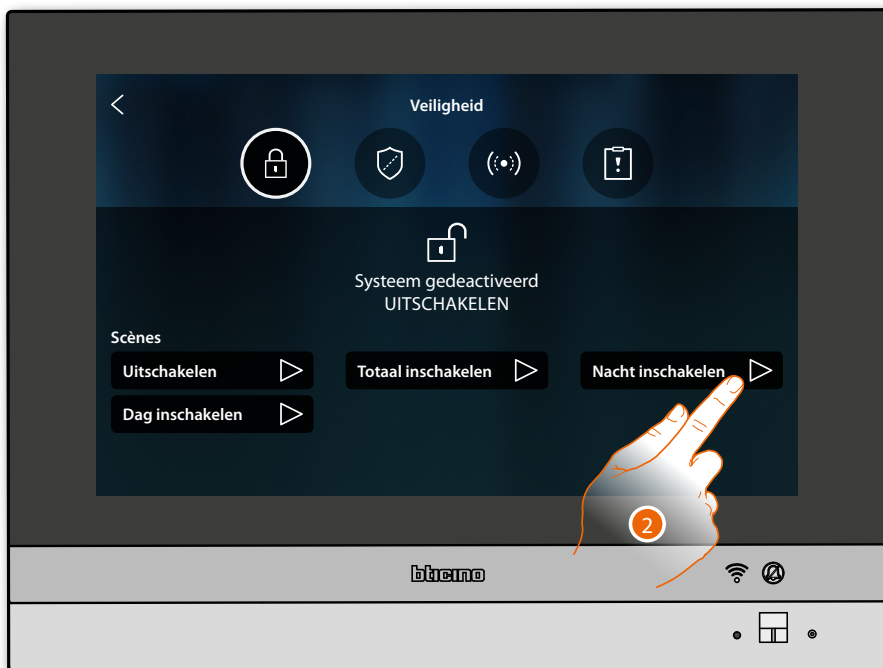 Veiligheid
Systeem gedeactiveerd
UITSCHAKELEN
Scènes
Uitschakelen
Totaal inschakelen
Nacht inschakelen
Dag inschakelen
2
bticino